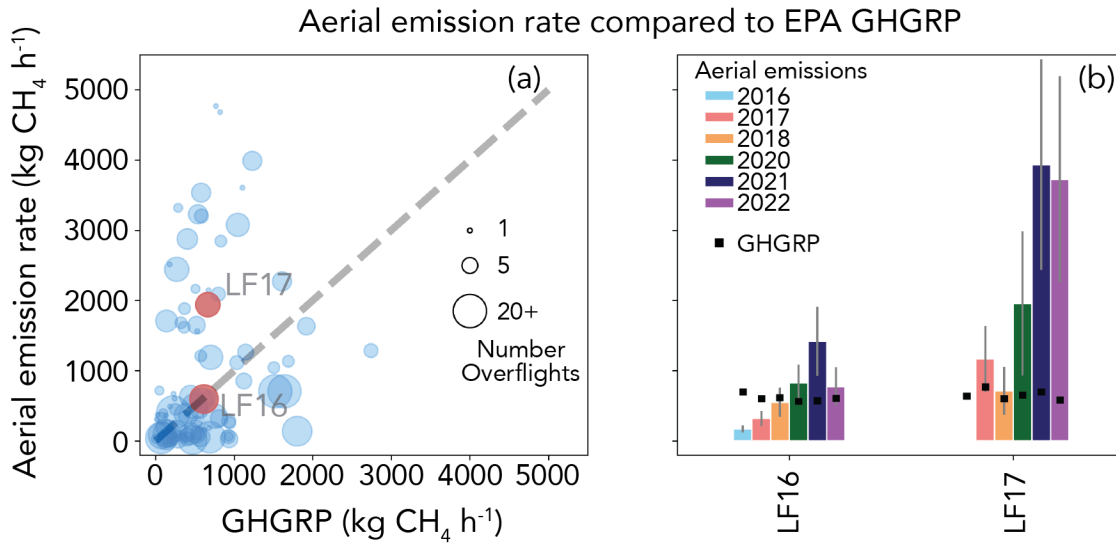 Aerial emission rate compared to EPA GHGRP
Aerial emission rate (kg CH₄ h⁻¹)
5000
4000
3000
2000
1000
0
(a)
1
5
20+
Number
Overflights
LF17
LF16
0 1000 2000 3000 4000 5000
GHGRP (kg CH₄ h⁻¹)
(b)
Aerial emissions
2016
2017
2018
2020
2021
2022
GHGRP
LF16
LF17